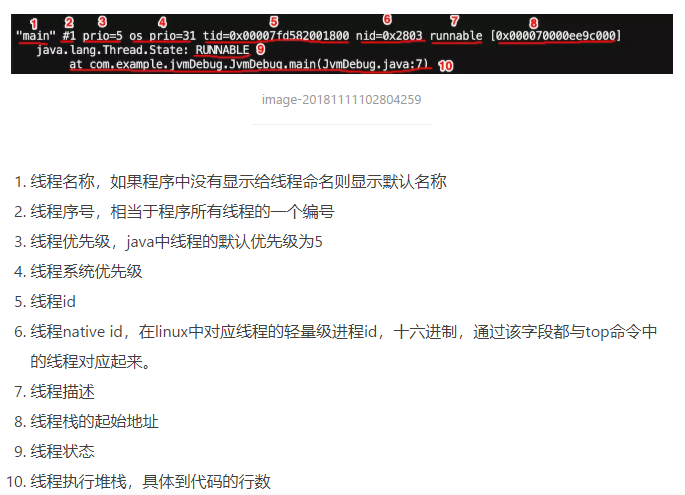 1 2 3 4 5 6 7 8
"main" #1 prio=5 os_prio=31 tid=0x00007fd582001800 nid=0x2803 runnable [0x000070000ee9c000]
java.lang.Thread.State: RUNNABLE 9
at com.example.jvmDebug.JvmDebug.main(JvmDebug.java:7) 10
image-20181111102804259
1. 线程名称，如果程序中没有显示给线程命名则显示默认名称
2. 线程序号，相当于程序所有线程的一个编号
3. 线程优先级，java中线程的默认优先级为5
4. 线程系统优先级
5. 线程id
6. 线程native id，在linux中对应线程的轻量级进程id，十六进制，通过该字段都与top命令中
的线程对应起来。
7. 线程描述
8. 线程栈的起始地址
9. 线程状态
10. 线程执行堆栈，具体到代码的行数